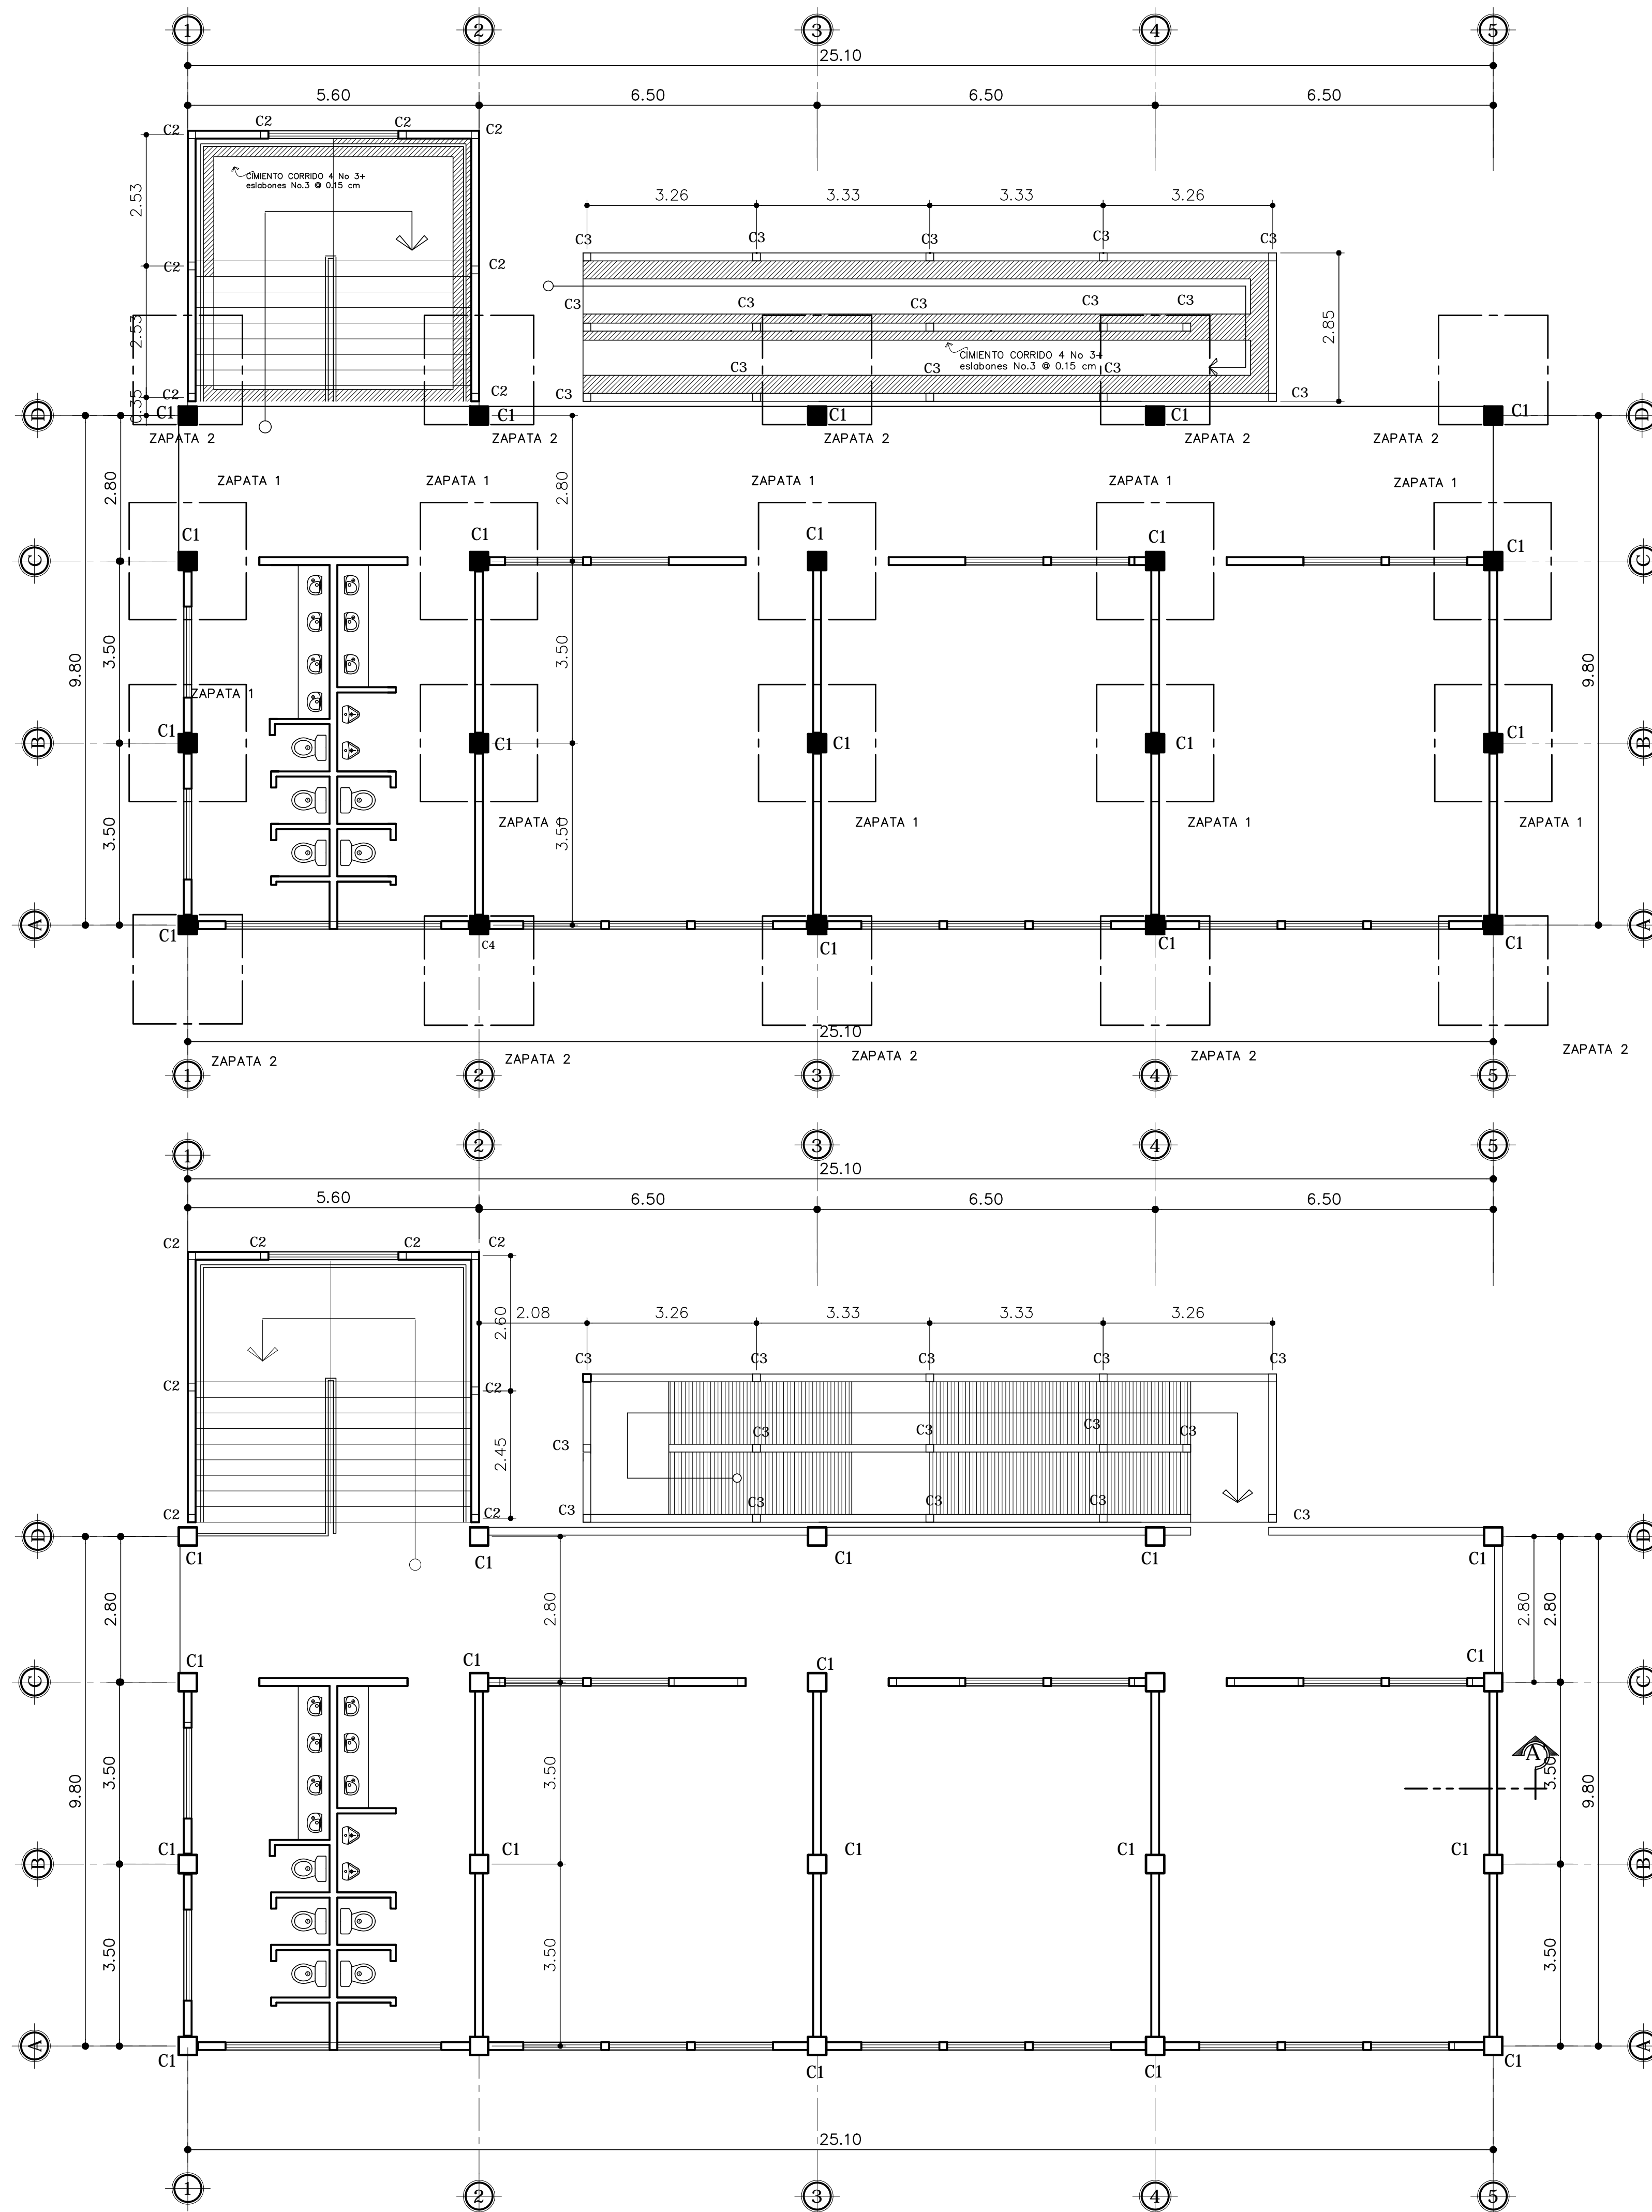 1 2 3 4 5
25.10
5.60 6.50 6.50 6.50
C2 C2 C2 C2
CIMIENTO CORRIDO 4 No 3+
eslabones No.3 @ 0.15 cm
2.53
3.26 3.33 3.33 3.26
C3 C3 C3 C3 C3
C2 C2
C3 C3 C3 C3 C3
2.53
2.85
CIMIENTO CORRIDO 4 No 3+
eslabones No.3 @ 0.15 cm
C3 C3 C3
C2 C2 C3 C3
0.35
D C1 C1 C1 C1 C1 D
ZAPATA 2 ZAPATA 2 ZAPATA 2 ZAPATA 2 ZAPATA 2
2.80 2.80
ZAPATA 1 ZAPATA 1 ZAPATA 1 ZAPATA 1 ZAPATA 1
C1 C1 C1 C1 C1
C C
3.50 3.50
9.80 9.80
ZAPATA 1
B C1 C1 C1 C1 C1 B
3.50 3.50
ZAPATA 1 ZAPATA 1 ZAPATA 1 ZAPATA 1
A A
C1 C4 C1 C1 C1
25.10
ZAPATA 2 ZAPATA 2 ZAPATA 2 ZAPATA 2 ZAPATA 2
1 2 3 4 5
1 2 3 4 5
25.10
5.60 6.50 6.50 6.50
C2 C2 C2 C2
2.60
2.08 3.26 3.33 3.33 3.26
C3 C3 C3 C3 C3
C2 C2
C3 C3 C3 C3 C3
2.45
C3 C3 C3 C3
C2 C2 C3
D D
C1 C1 C1 C1 C1
2.80 2.80 2.80 2.80
C1 C1 C1 C1
C C
A'
3.50 3.50 3.50
9.80 9.80
C1 C1 C1 C1 C1
B B
3.50 3.50 3.50
A A
C1 C1 C1 C1
25.10
1 2 3 4 5